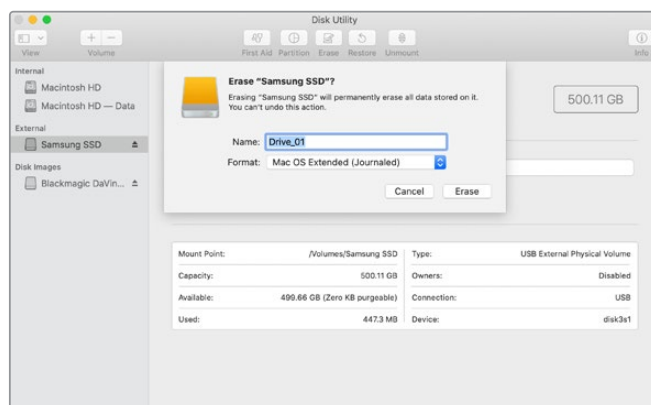 Disk Utility
View
Volume
First Aid
Partition
Erase
Restore
Unmount
Info
Internal
Macintosh HD
Macintosh HD — Data
External
Samsung SSD
Disk Images
Blackmagic DaVin...
Erase “Samsung SSD”?
Erasing “Samsung SSD” will permanently erase all data stored on it.
You can't undo this action.
Name: Drive_01
Format: Mac OS Extended (Journaled)
Cancel
Erase
500.11 GB
Mount Point: /Volumes/Samsung SSD
Capacity: 500.11 GB
Available: 499.66 GB (Zero KB purgeable)
Used: 447.3 MB
Type: USB External Physical Volume
Owners: Disabled
Connection: USB
Device: disk3s1